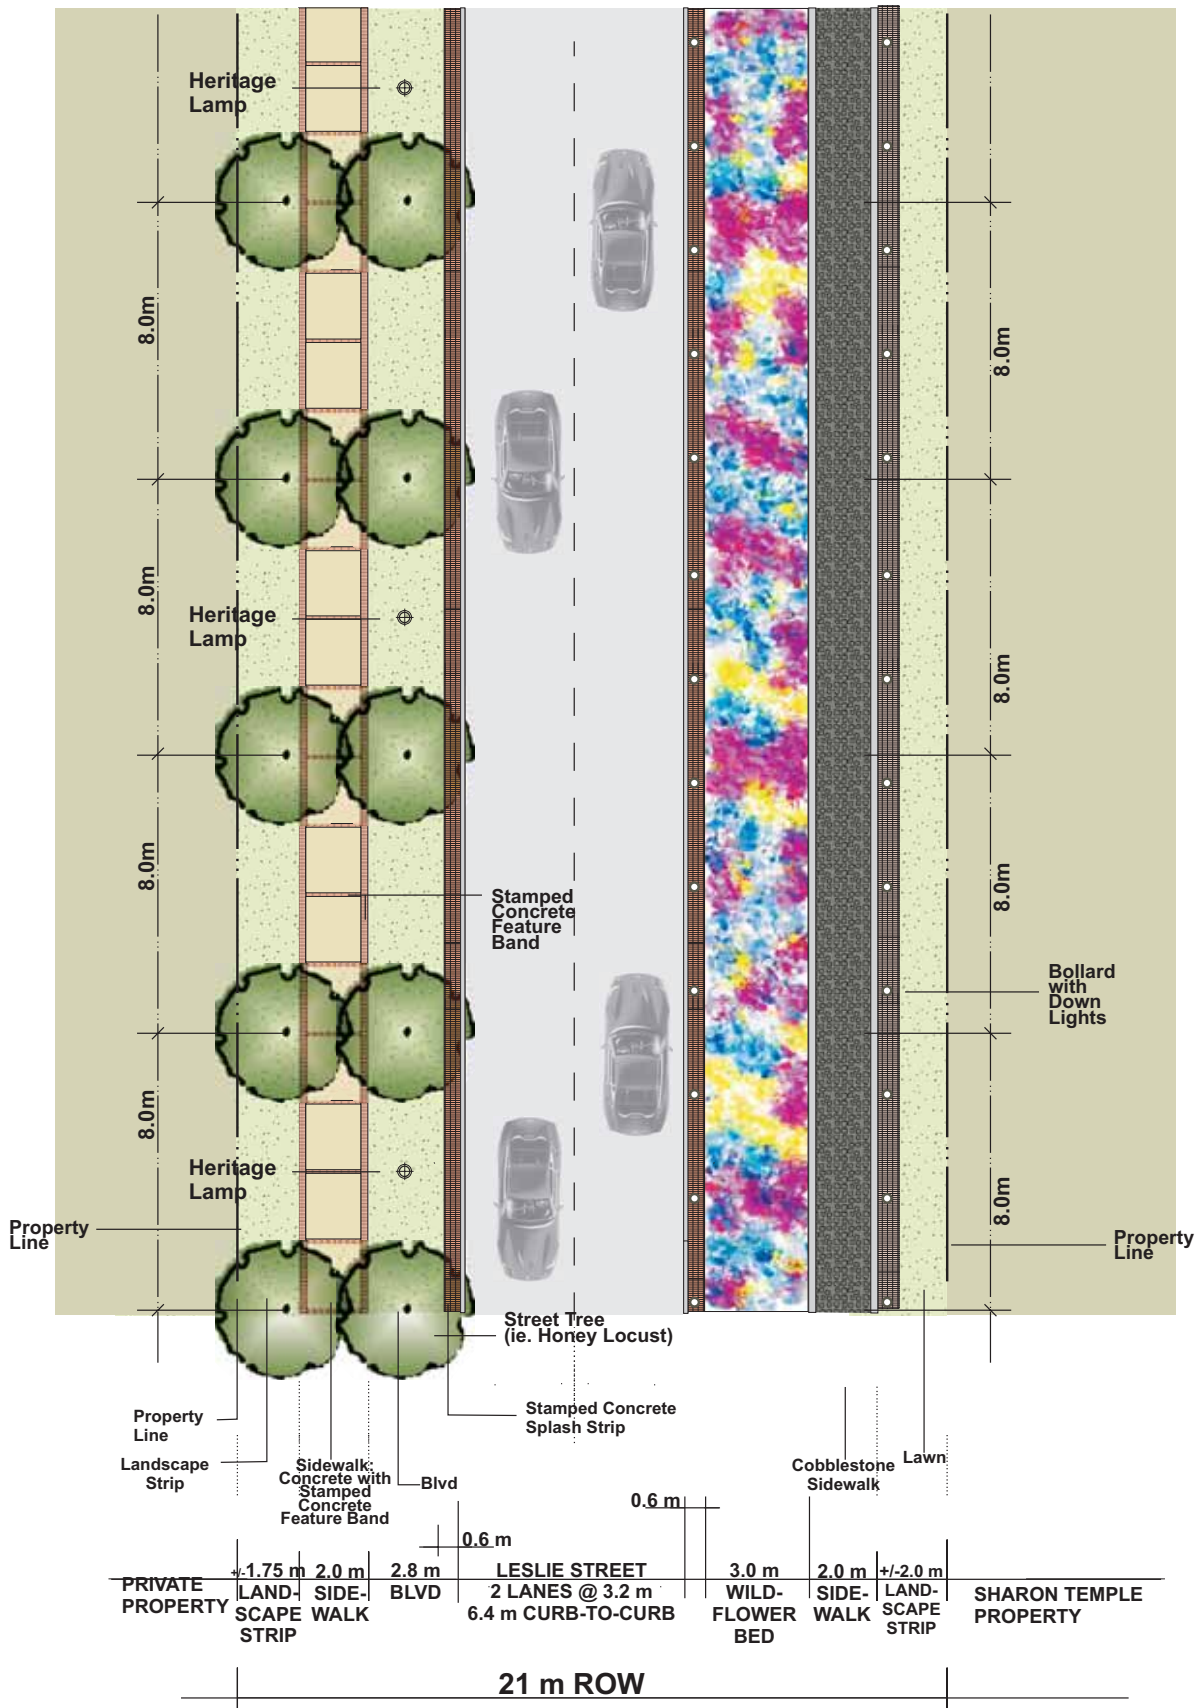 Heritage
Lamp
8.0m
8.0m
8.0m
Heritage
Lamp
8.0m
8.0m
Stamped
Concrete
Feature
Band
8.0m
8.0m
Bollard
with
Down
Lights
8.0m
Heritage
Lamp
8.0m
Property
Line
Property
Line
Street Tree
(ie. Honey Locust)
Property
Line
Stamped Concrete
Splash Strip
Landscape
Strip
Sidewalk:
Concrete with
Stamped
Concrete
Feature Band
Blvd
Cobblestone
Sidewalk
Lawn
0.6 m
0.6 m
PRIVATE
PROPERTY
+/-1.75 m
LAND-
SCAPE
STRIP
2.0 m
SIDE-
WALK
2.8 m
BLVD
LESLIE STREET
2 LANES @ 3.2 m
6.4 m CURB-TO-CURB
3.0 m
WILD-
FLOWER
BED
2.0 m
SIDE-
WALK
+/-2.0 m
LAND-
SCAPE
STRIP
SHARON TEMPLE
PROPERTY
21 m ROW